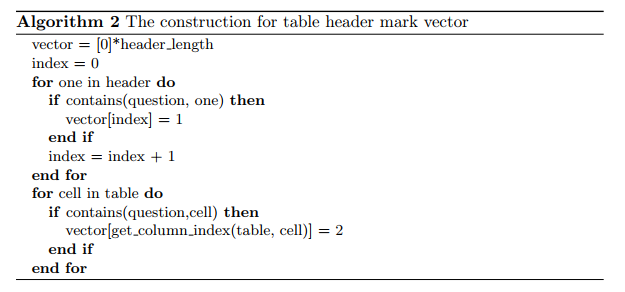 Algorithm 2 The construction for table header mark vector
vector = [0]*header_length
index = 0
for one in header do
if contains(question, one) then
vector[index] = 1
end if
index = index + 1
end for
for cell in table do
if contains(question,cell) then
vector[get_column_index(table, cell)] = 2
end if
end for